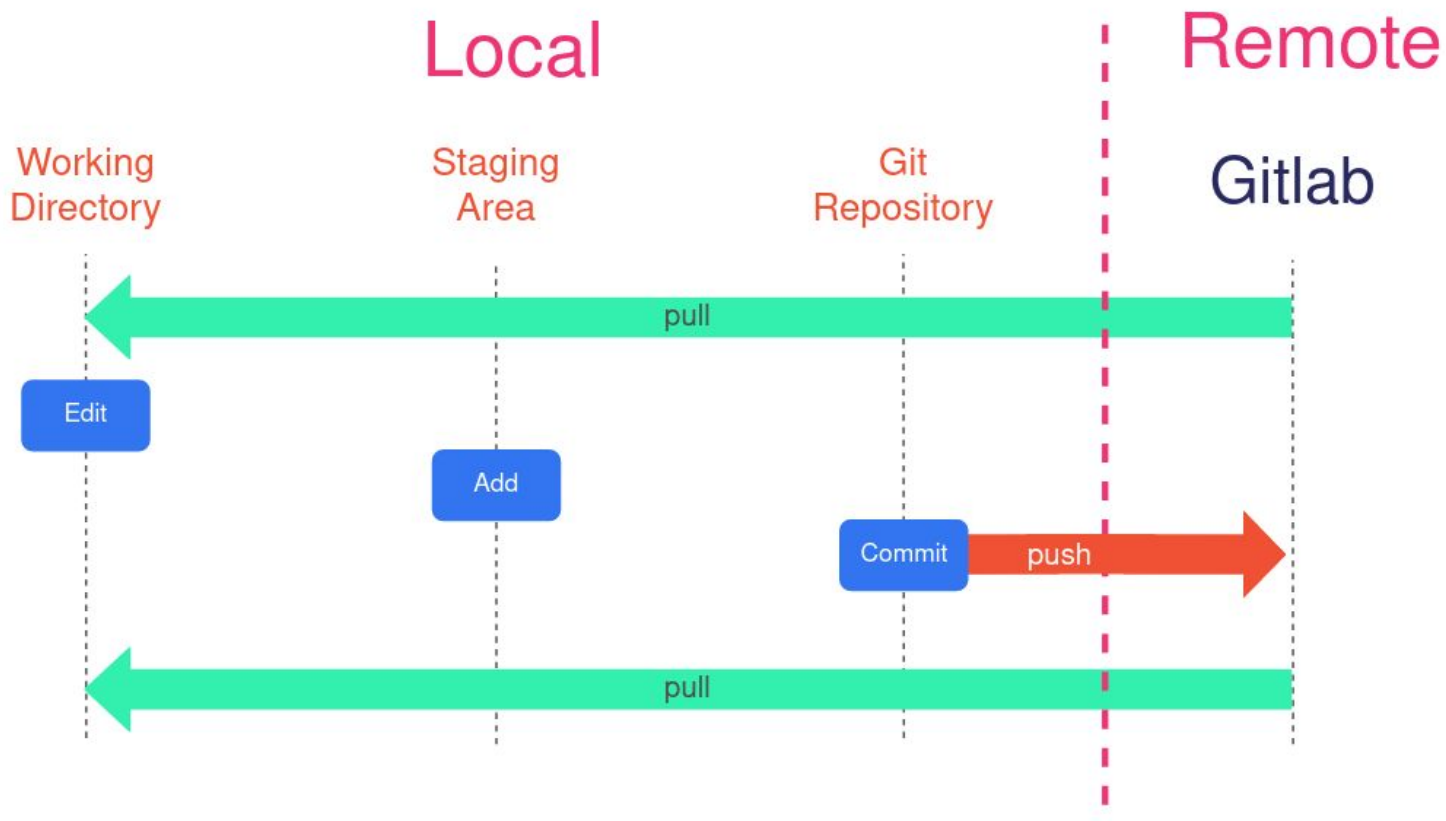 Local
Remote
Working
Directory
Staging
Area
Git
Repository
Gitlab
pull
Edit
Add
Commit
push
pull